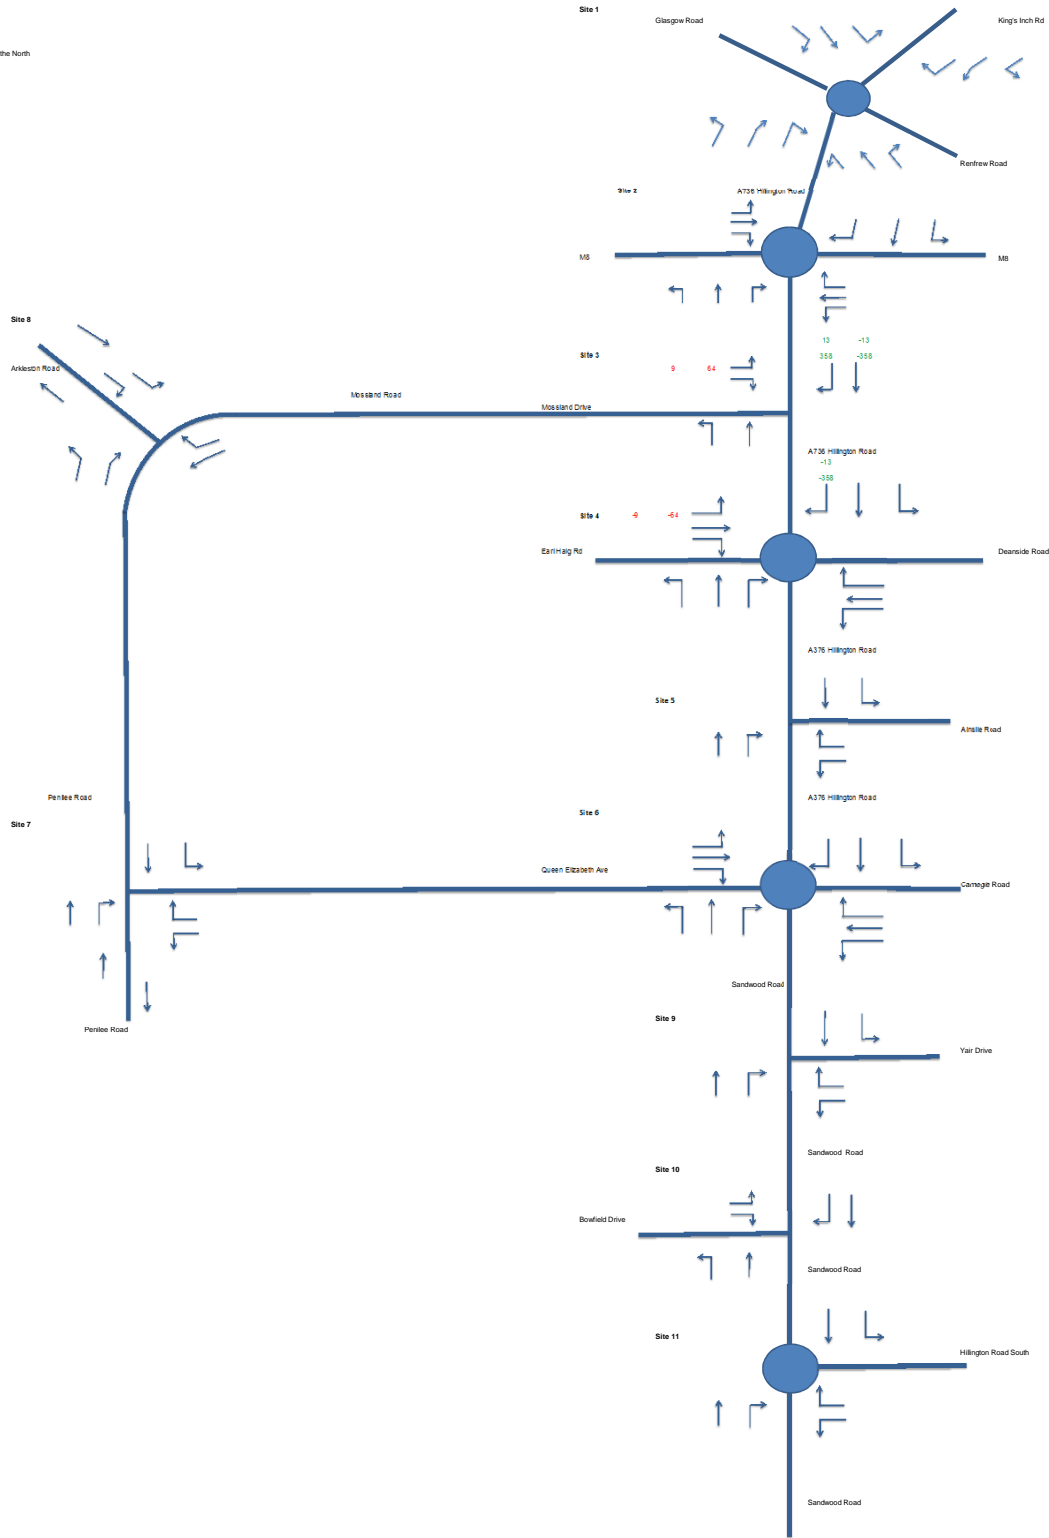 Site 1
Glasgow Road
King's Inch Rd
the North
Renfrew Road
Site 2
A736 Hillington Road
M8
M8
Site 8
13 -13
358 -358
Site 3
9 64
Arkleston Road
Mossland Road
Mossland Drive
A736 Hillington Road
-13
-358
Site 4
-9 -64
Earl Haig Rd
Deanside Road
A376 Hillington Road
Site 5
Ainslie Road
Penilee Road
A376 Hillington Road
Site 6
Site 7
Queen Elizabeth Ave
Carnegie Road
Sandwood Road
Site 9
Penilee Road
Yair Drive
Sandwood Road
Site 10
Bowfield Drive
Sandwood Road
Site 11
Hillington Road South
Sandwood Road